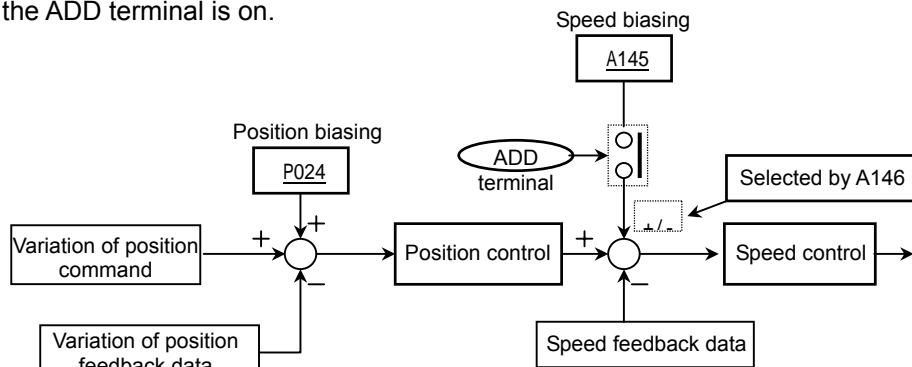 the ADD terminal is on.
Speed biasing
A145
Position biasing
P024
ADD
terminal
Selected by A146
+
+/-
Variation of position
command
+
Position control
+
Speed control
−
−
Variation of position
feedback data
Speed feedback data